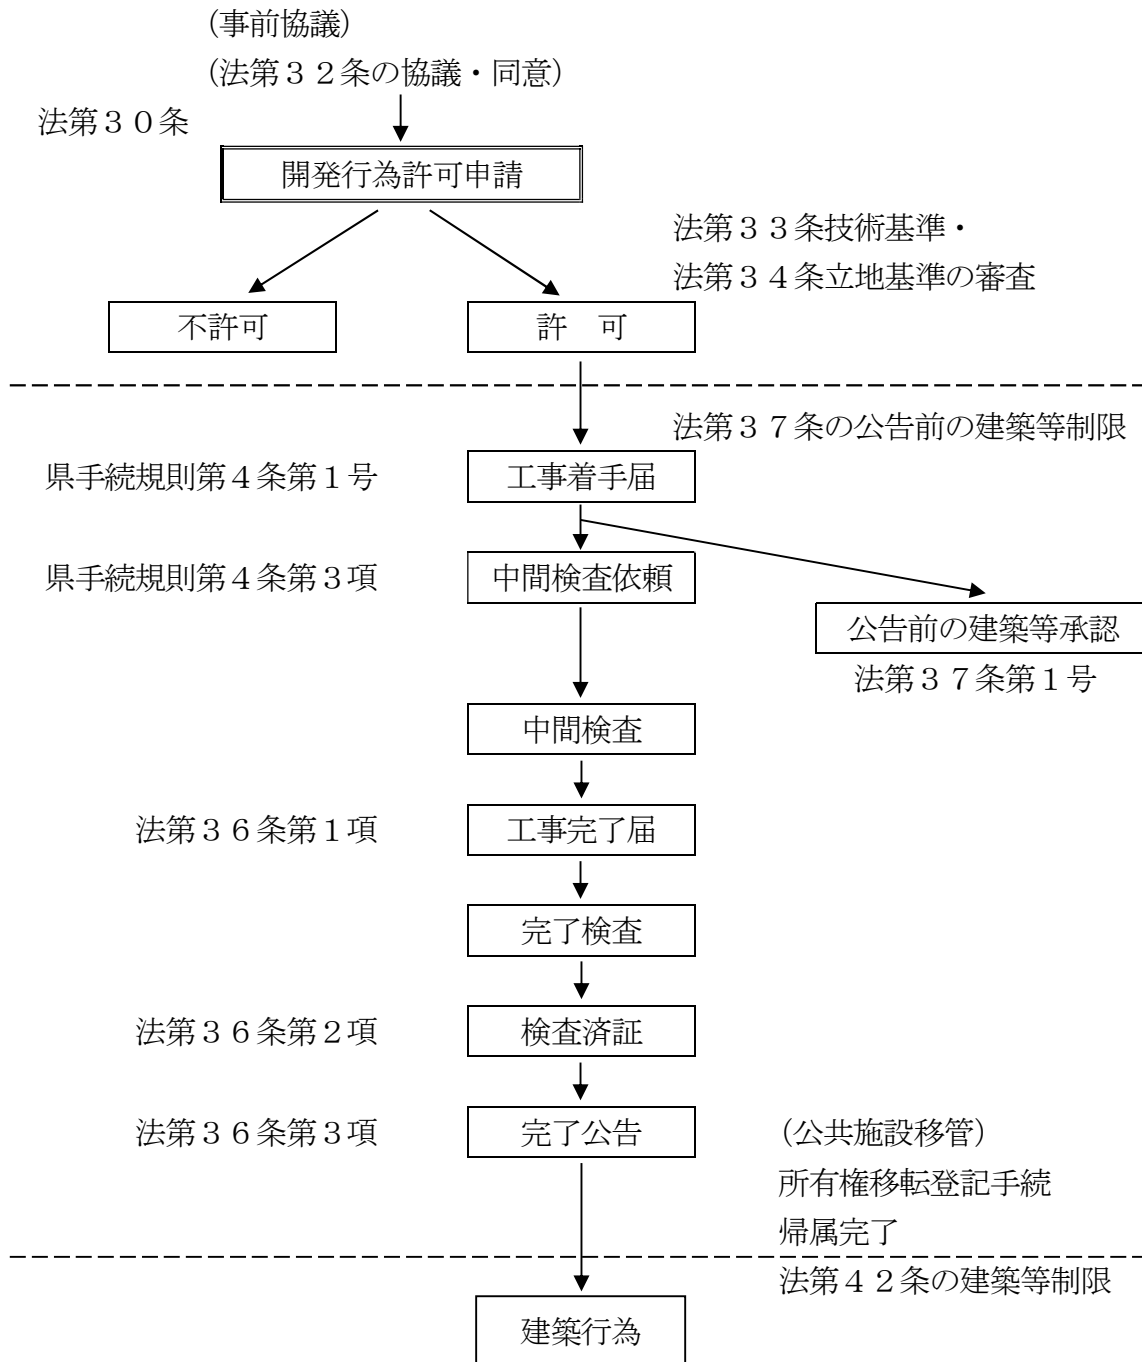 (事前協議)
(法第３２条の協議・同意)
法第３０条
開発行為許可申請
法第３３条技術基準・
法第３４条立地基準の審査
不許可
許　可
法第３７条の公告前の建築等制限
県手続規則第４条第１号
工事着手届
県手続規則第４条第３項
中間検査依頼
公告前の建築等承認
法第３７条第１号
中間検査
法第３６条第１項
工事完了届
完了検査
法第３６条第２項
検査済証
法第３６条第３項
完了公告
(公共施設移管)
所有権移転登記手続
帰属完了
法第４２条の建築等制限
建築行為